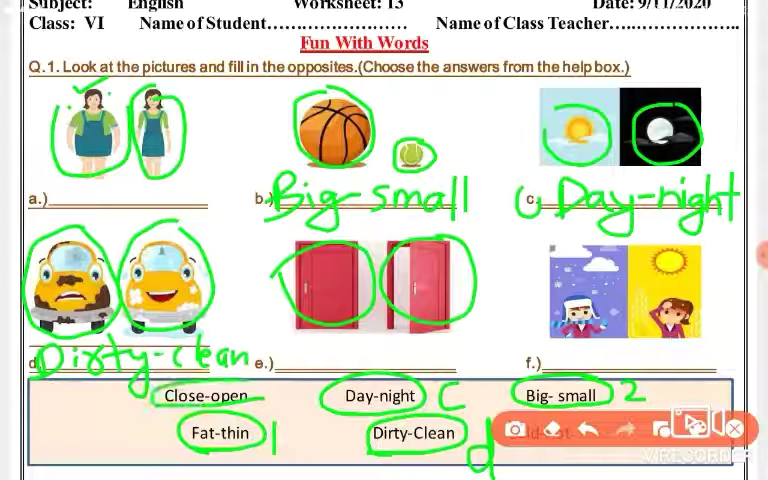 Subject: English Worksheet: 13 Date: 9/11/2020
Class: VI Name of Student........................ Name of Class Teacher........................
Fun With Words
Q.1. Look at the pictures and fill in the opposites.(Choose the answers from the help box.)
a.) b.) Big-small c. Day-night
d Dirty-clean e.) f.)
Close-open Day-night c Big- small 2
Fat-thin 1 Dirty-Clean d
VIRECORDER